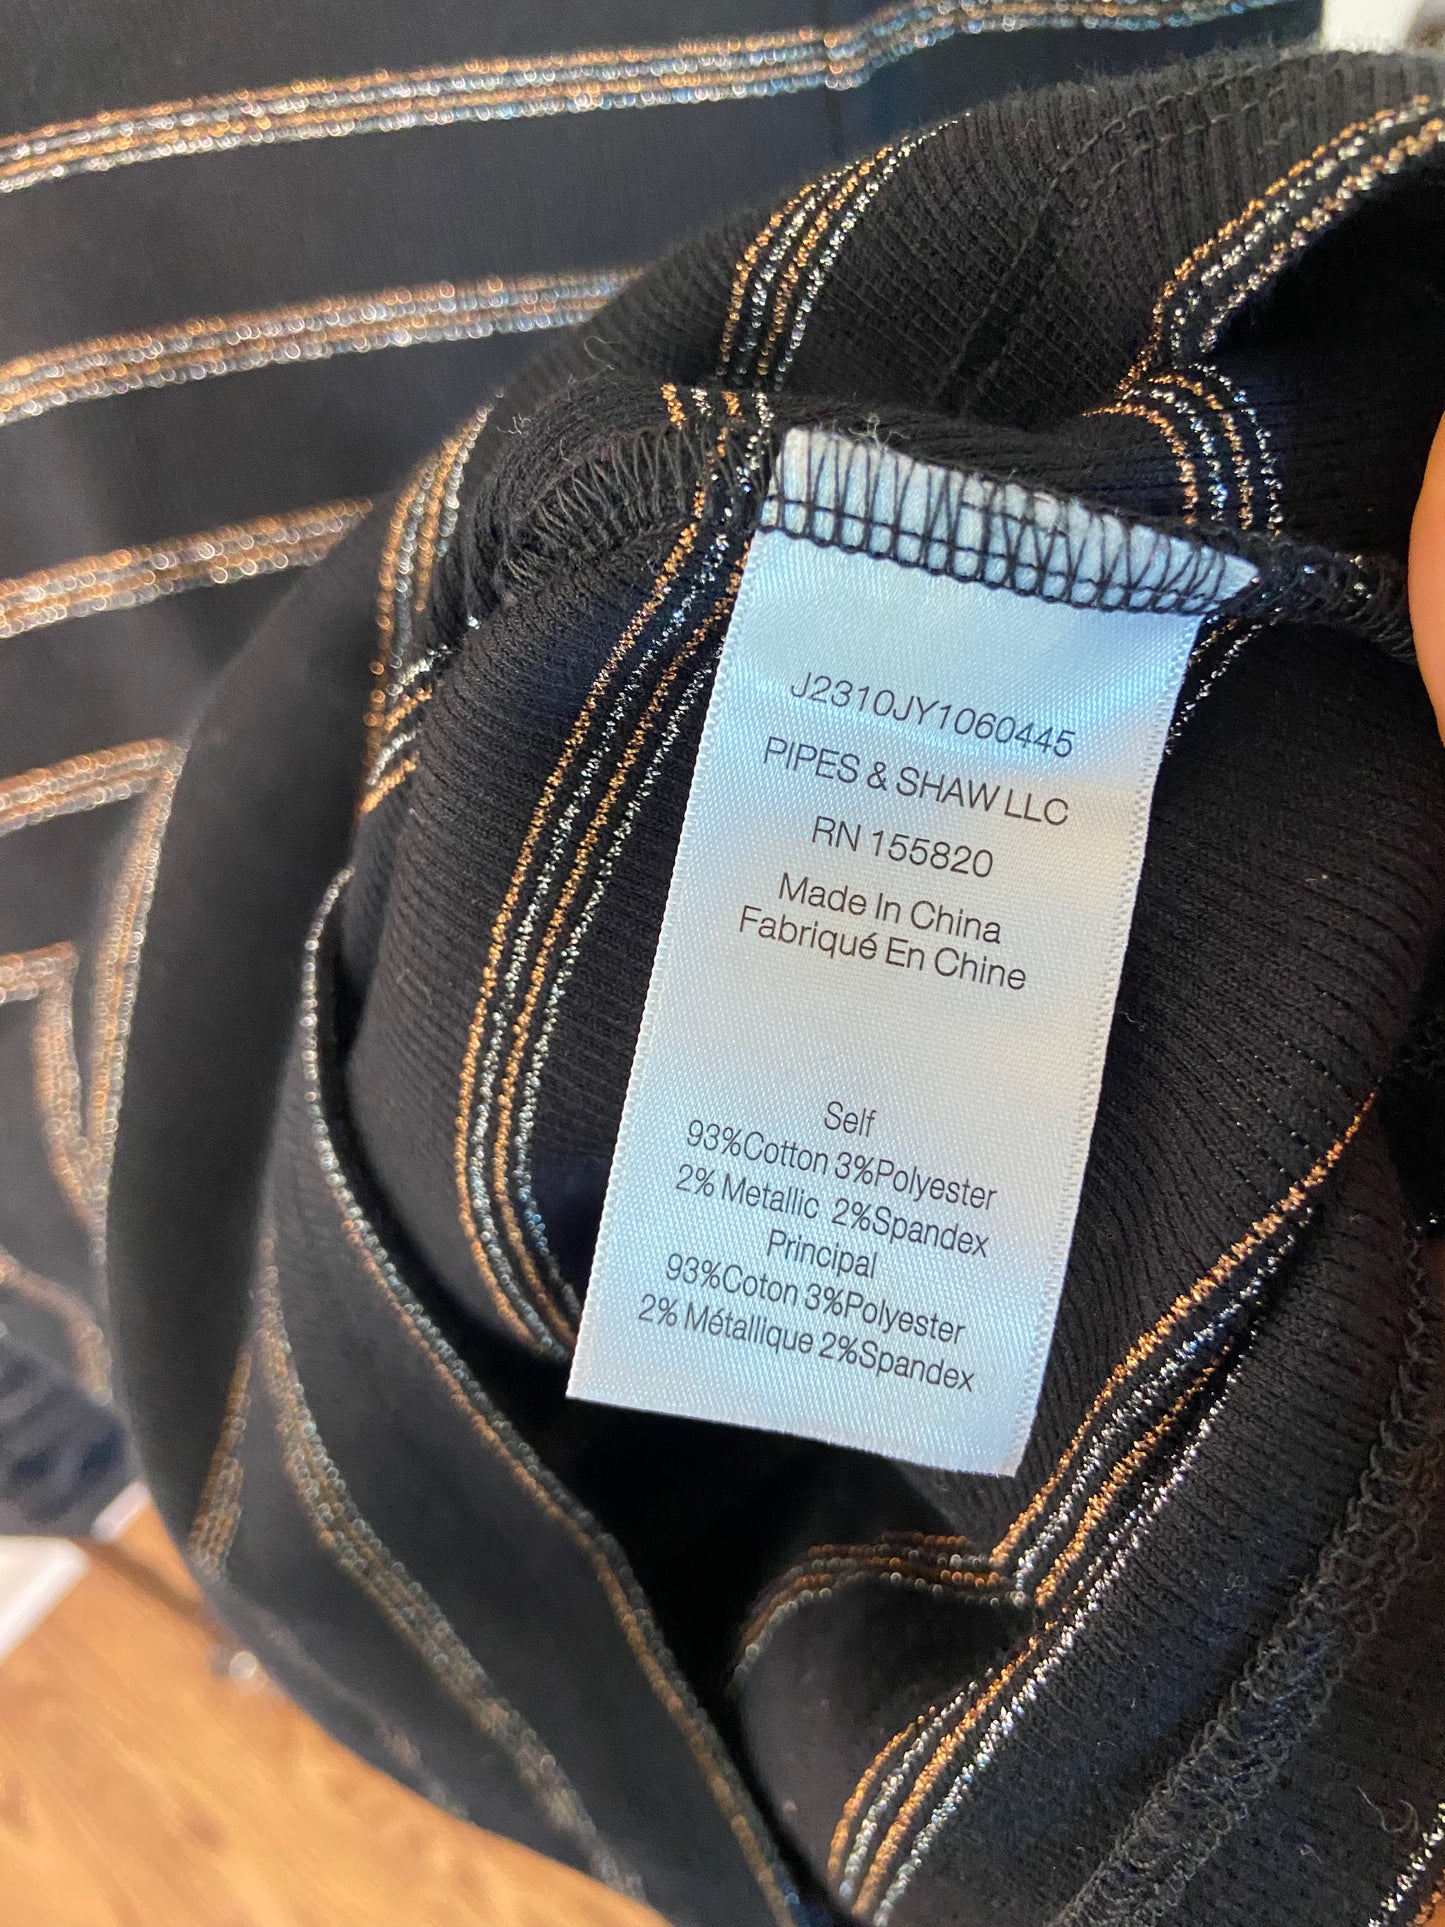 J2310JY1060445
PIPES & SHAW LLC
RN 155820
Made In China
Fabriqué En Chine
Self
93%Cotton 3%Polyester
2% Metallic 2%Spandex
Principal
93%Coton 3%Polyester
2% Métallique 2%Spandex